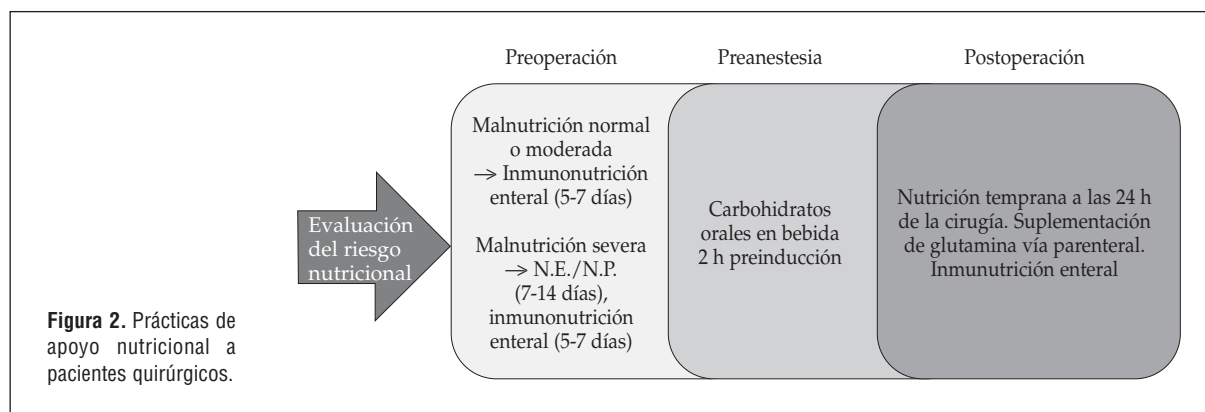 Preoperación
Preanestesia
Postoperación
Evaluación
del riesgo
nutricional
Malnutrición normal
o moderada
→ Inmunonutrición
enteral (5-7 días)
Malnutrición severa
→ N.E./N.P.
(7-14 días),
inmunonutrición
enteral (5-7 días)
Carbohidratos
orales en bebida
2 h preinducción
Nutrición temprana a las 24 h
de la cirugía. Suplementación
de glutamina vía parenteral.
Inmunutrición enteral
Figura 2. Prácticas de
apoyo nutricional a
pacientes quirúrgicos.